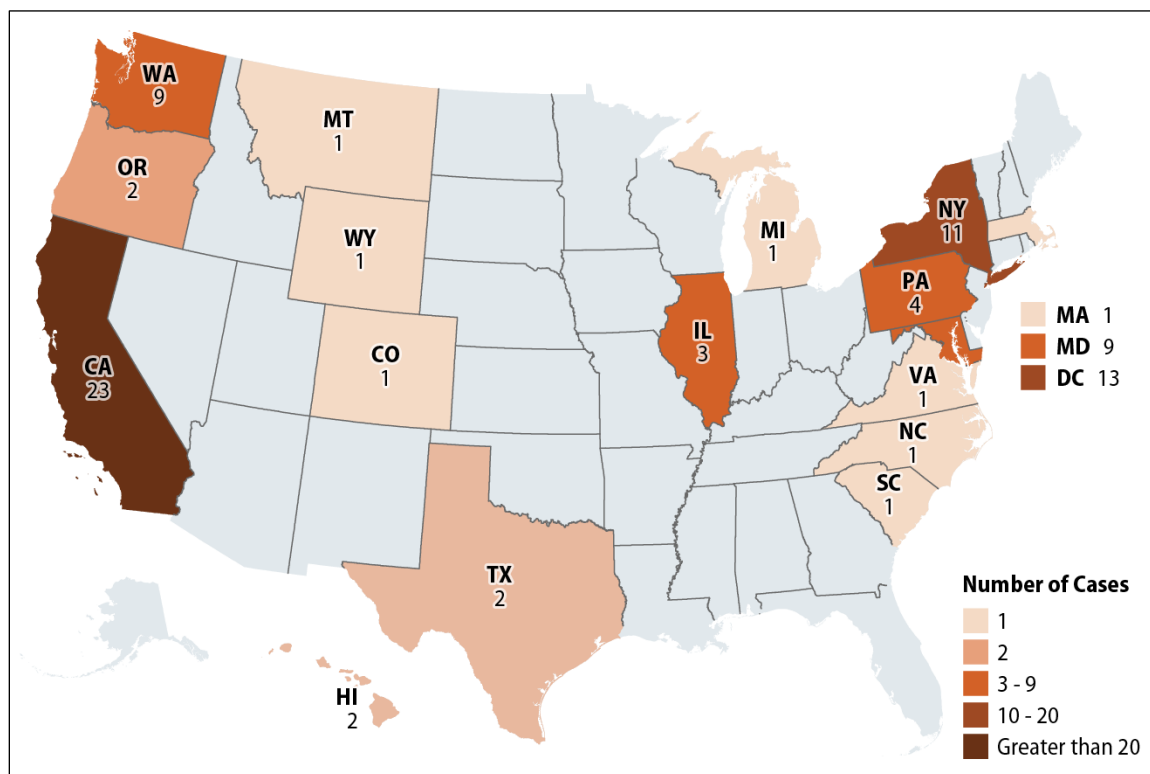 WA
9
MT
1
OR
2
WY
1
MI
1
NY
11
PA
4
IL
3
MA 1
MD 9
DC 13
CA
23
CO
1
VA
1
NC
1
SC
1
TX
2
HI
2
Number of Cases
1
2
3 - 9
10 - 20
Greater than 20